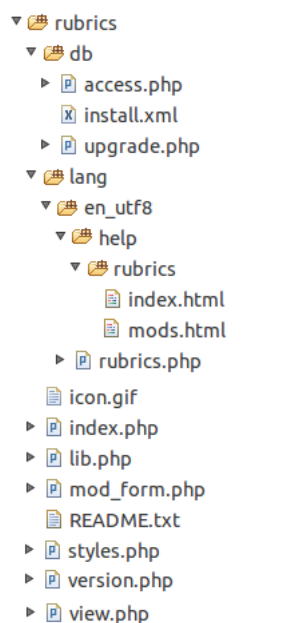 rubrics
db
access.php
install.xml
upgrade.php
lang
en_utf8
help
rubrics
index.html
mods.html
rubrics.php
icon.gif
index.php
lib.php
mod_form.php
README.txt
styles.php
version.php
view.php